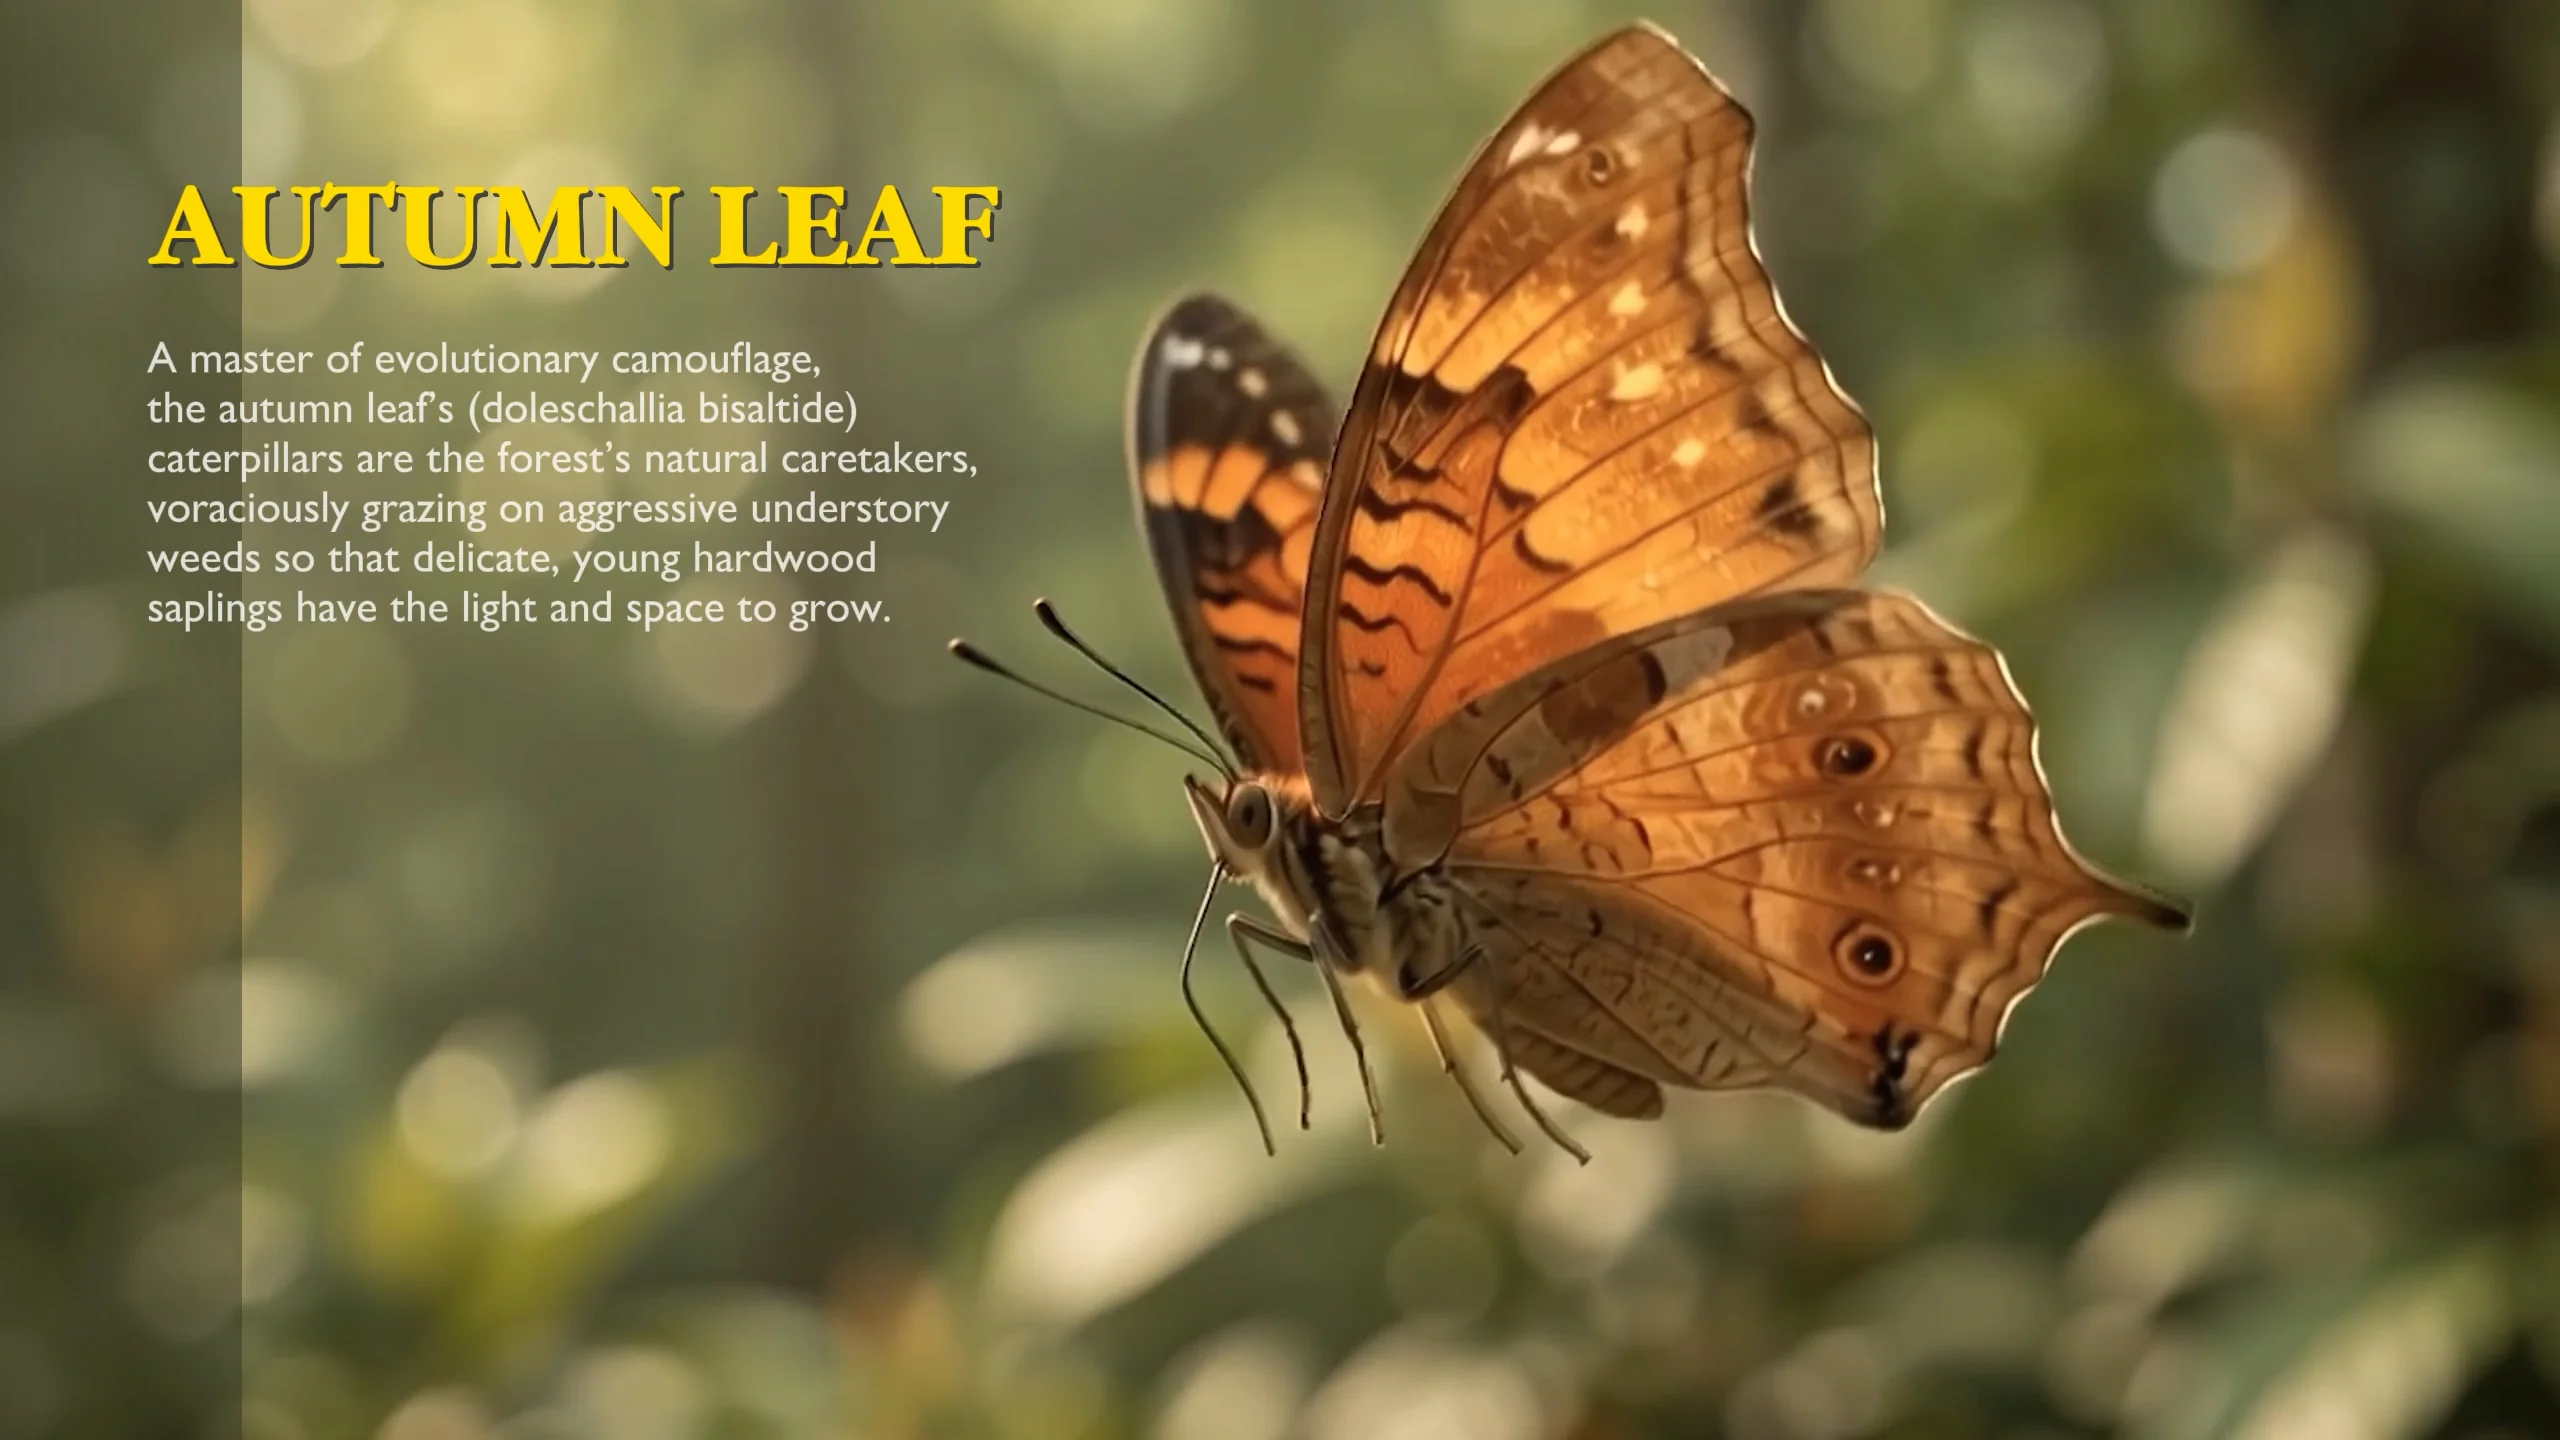 AUTUMN LEAF
A master of evolutionary camouflage,
the autumn leaf’s (doleschallia bisaltide)
caterpillars are the forest’s natural caretakers,
voraciously grazing on aggressive understory
weeds so that delicate, young hardwood
saplings have the light and space to grow.